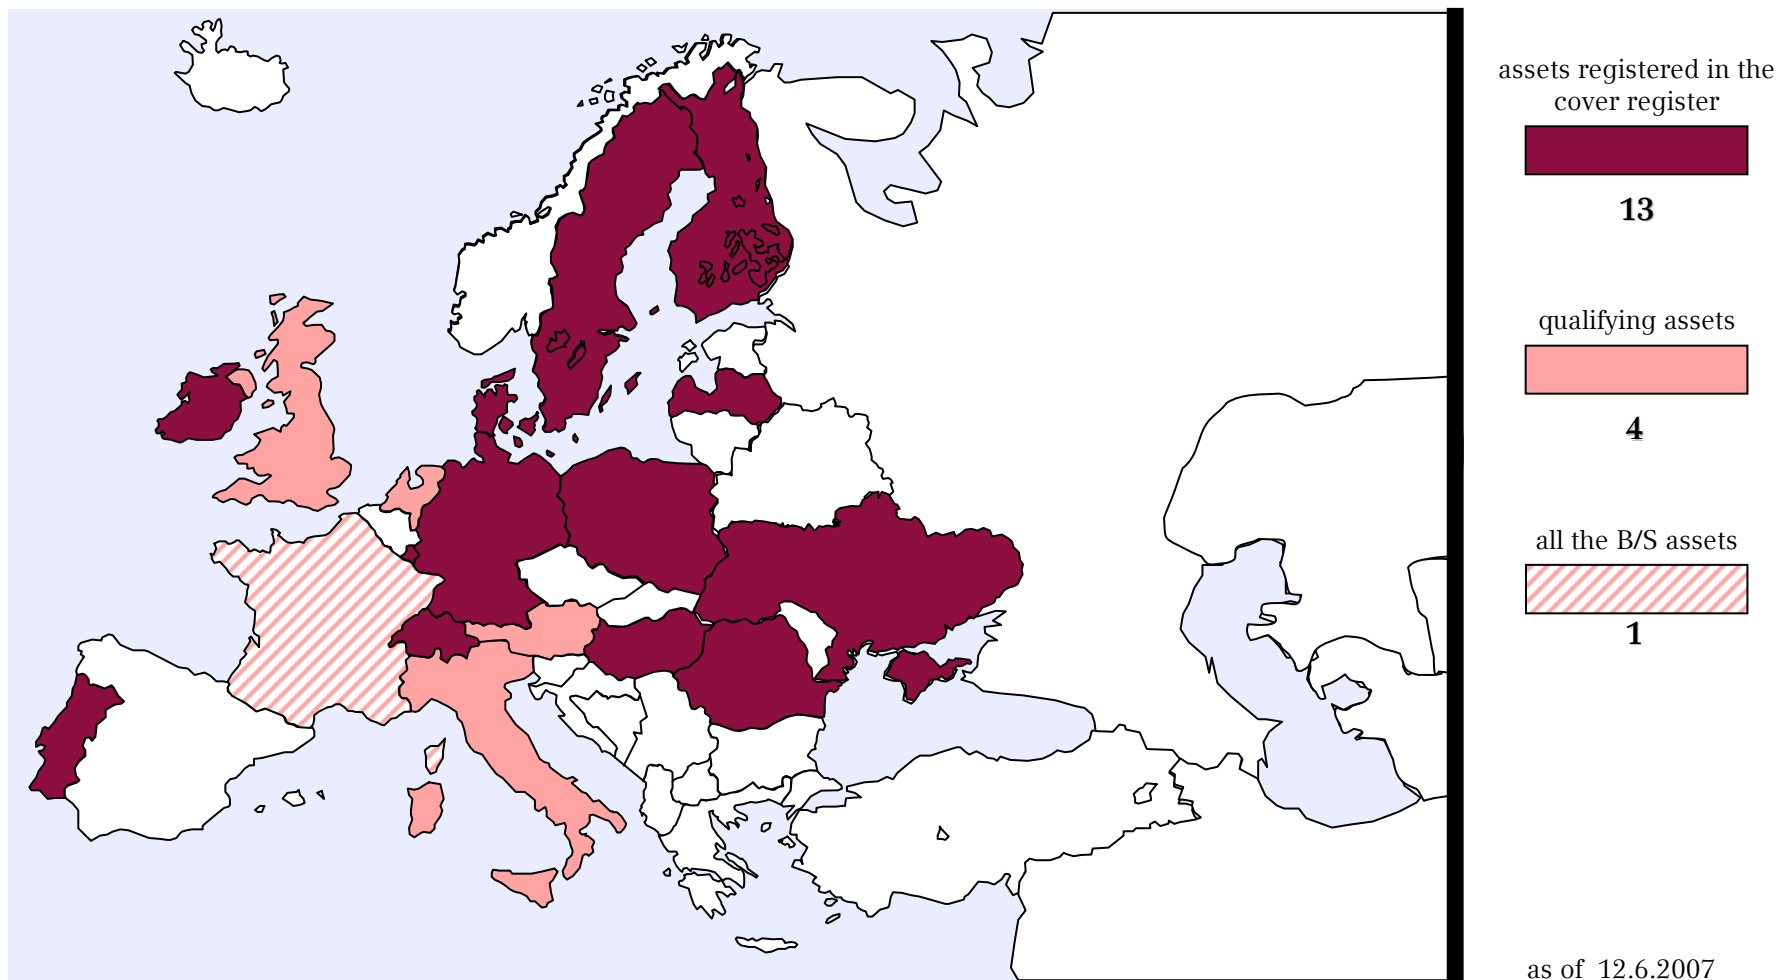 assets registered in the
cover register
13
qualifying assets
4
all the B/S assets
1
as of 12.6.2007